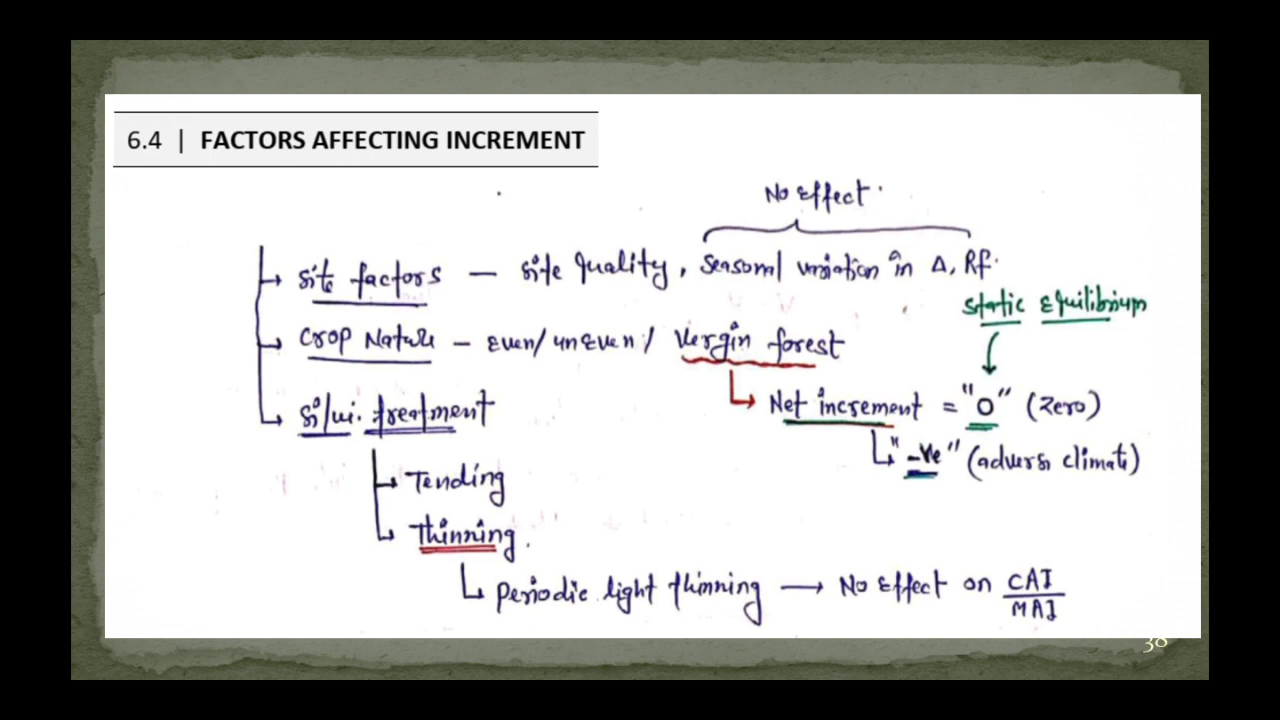 6.4 | FACTORS AFFECTING INCREMENT
No Effect.
→ Site factors — site quality, seasonal variation in Δ, Rf.
static Equilibrium
→ Crop Nature — Even/unEven/ Vergin forest
→ Net increment = "0" (Zero)
→ Silvi. treatment
"-Ve" (advers climate)
→ Tending
→ Thinning.
→ Periodic light thinning → No Effect on CAI/MAI
38